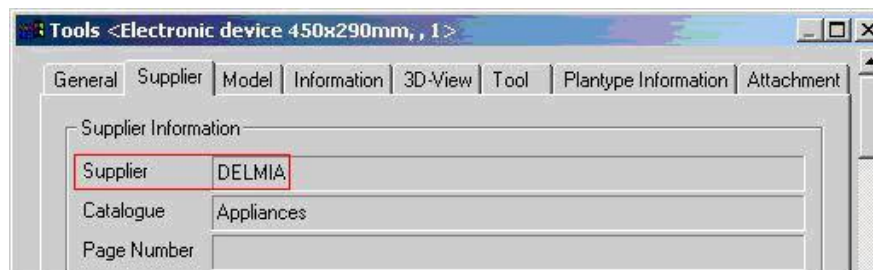 Tools <Electronic device 450x290mm, , 1>
General Supplier Model Information 3D-View Tool Plantype Information Attachment
Supplier Information
Supplier DELMIA
Catalogue Appliances
Page Number